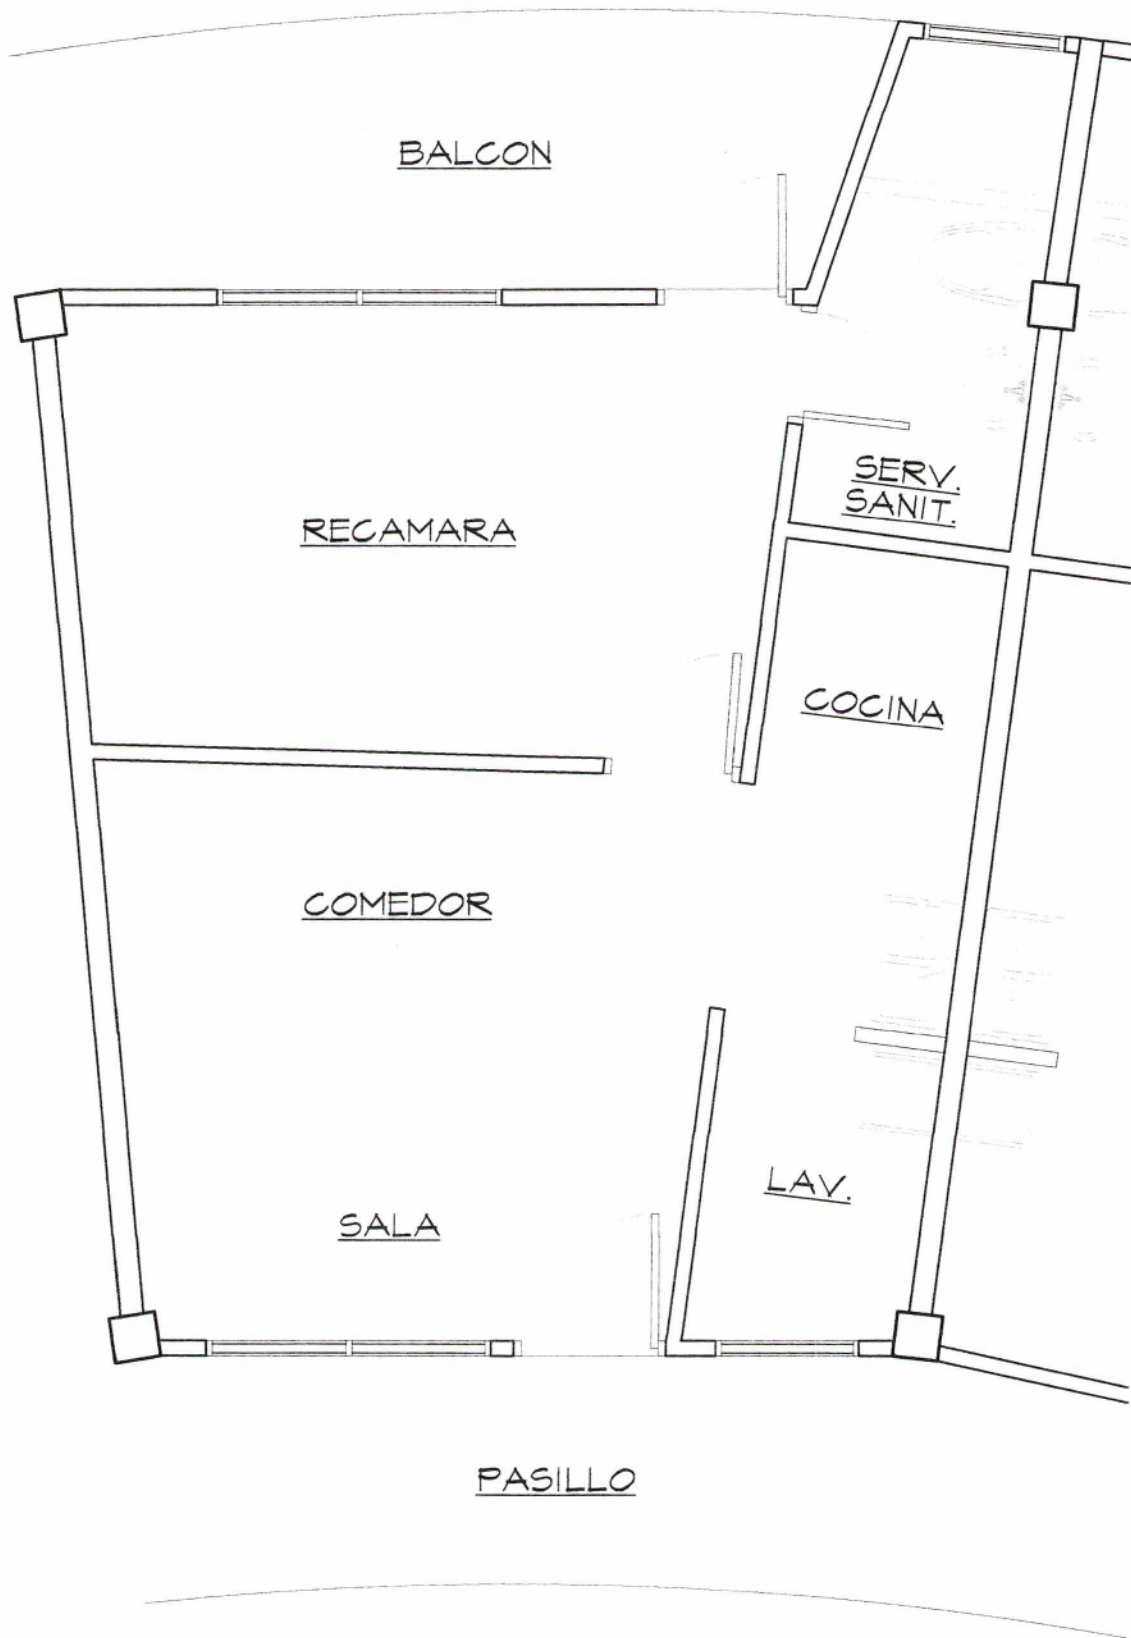 BALCON
RECAMARA
SERV.
SANIT.
COCINA
COMEDOR
LAV.
SALA
PASILLO